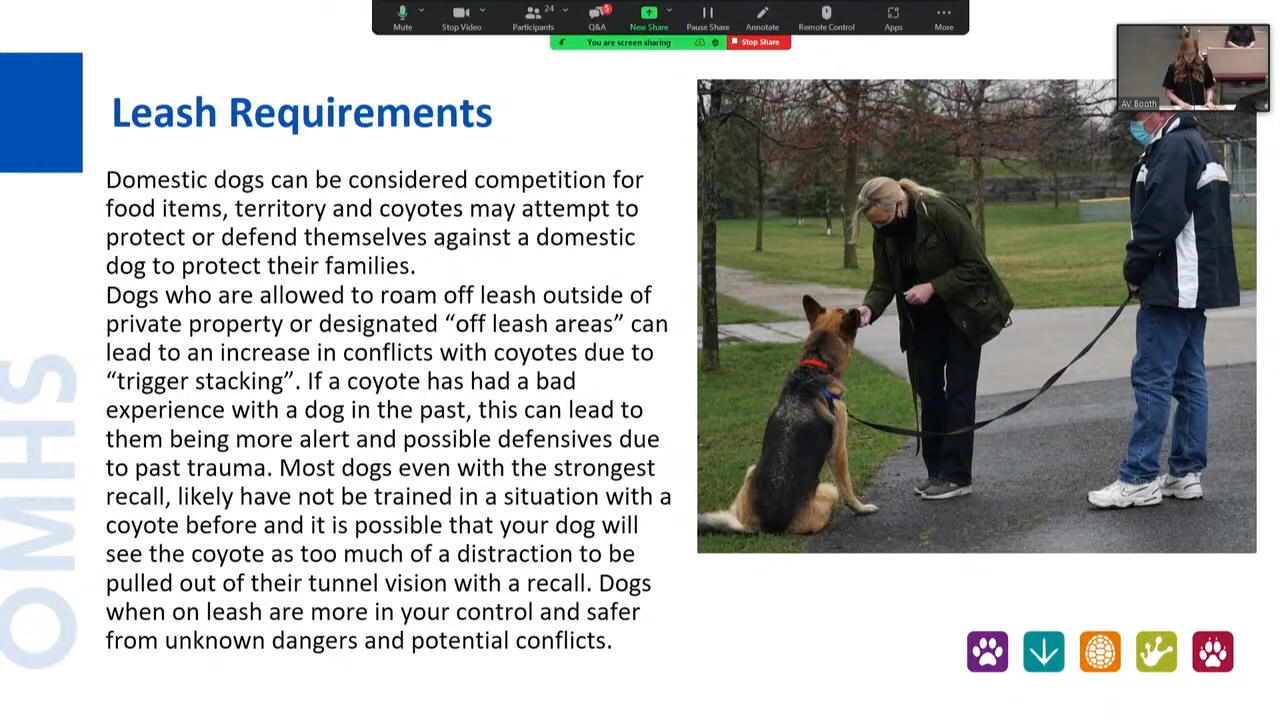 24
5
Mute
Stop Video
Participants
Q&A
New Share
Pause Share
Annotate
Remote Control
Apps
More
You are screen sharing
Stop Share
AV Booth
Leash Requirements
Domestic dogs can be considered competition for
food items, territory and coyotes may attempt to
protect or defend themselves against a domestic
dog to protect their families.
Dogs who are allowed to roam off leash outside of
private property or designated “off leash areas” can
lead to an increase in conflicts with coyotes due to
“trigger stacking”. If a coyote has had a bad
experience with a dog in the past, this can lead to
them being more alert and possible defensives due
to past trauma. Most dogs even with the strongest
recall, likely have not be trained in a situation with a
coyote before and it is possible that your dog will
see the coyote as too much of a distraction to be
pulled out of their tunnel vision with a recall. Dogs
when on leash are more in your control and safer
from unknown dangers and potential conflicts.
OMHS